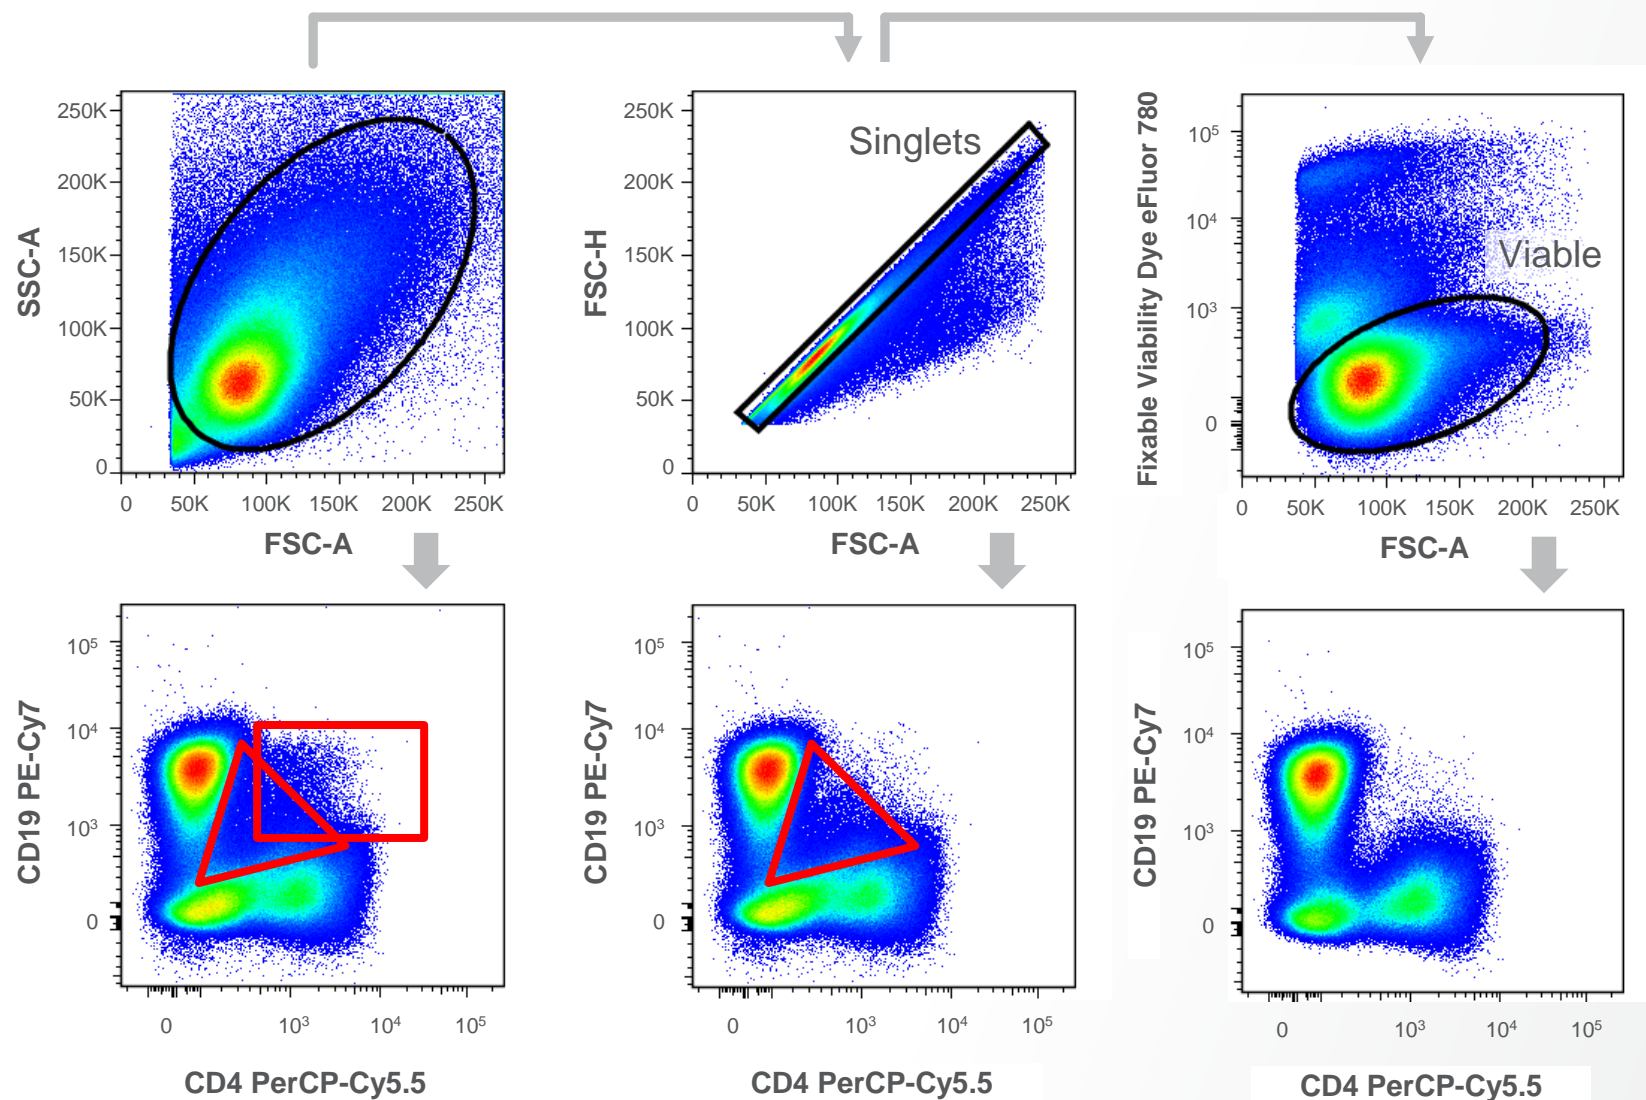 SSC-A
250K
200K
150K
100K
50K
0
0 50K 100K 150K 200K 250K
FSC-A
FSC-H
250K
200K
150K
100K
50K
0
Singlets
0 50K 100K 150K 200K 250K
FSC-A
Fixable Viability Dye eFluor 780
10⁵
10⁴
10³
0
Viable
0 50K 100K 150K 200K 250K
FSC-A
CD19 PE-Cy7
10⁵
10⁴
10³
0
0 10³ 10⁴ 10⁵
CD4 PerCP-Cy5.5
CD19 PE-Cy7
10⁵
10⁴
10³
0
0 10³ 10⁴ 10⁵
CD4 PerCP-Cy5.5
CD19 PE-Cy7
10⁵
10⁴
10³
0
0 10³ 10⁴ 10⁵
CD4 PerCP-Cy5.5